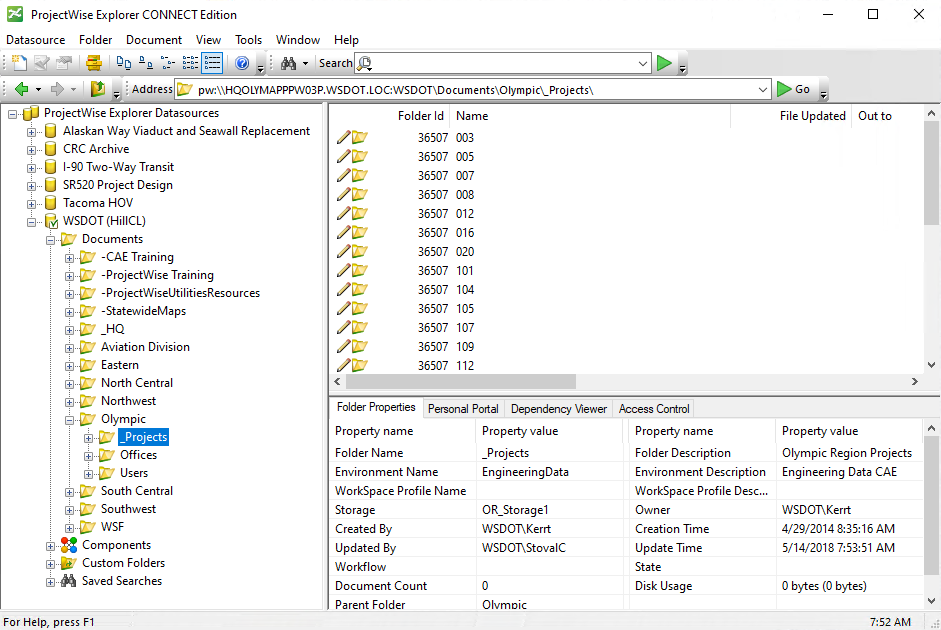 ProjectWise Explorer CONNECT Edition
Datasource Folder Document View Tools Window Help
Search
Address pw:\\HQOLYMAPPPW03P.WSDOT.LOC:WSDOT\Documents\Olympic\_Projects\ Go
ProjectWise Explorer Datasources
Alaskan Way Viaduct and Seawall Replacement
CRC Archive
I-90 Two-Way Transit
SR520 Project Design
Tacoma HOV
WSDOT (HillCL)
Documents
-CAE Training
-ProjectWise Training
-ProjectWiseUtilitiesResources
-StatewideMaps
_HQ
Aviation Division
Eastern
North Central
Northwest
Olympic
_Projects
Offices
Users
South Central
Southwest
WSF
Components
Custom Folders
Saved Searches
Folder Id Name File Updated Out to
36507 003
36507 005
36507 007
36507 008
36507 012
36507 016
36507 020
36507 101
36507 104
36507 105
36507 107
36507 109
36507 112
Folder Properties Personal Portal Dependency Viewer Access Control
Property name Property value Property name Property value
Folder Name _Projects Folder Description Olympic Region Projects
Environment Name EngineeringData Environment Description Engineering Data CAE
WorkSpace Profile Name WorkSpace Profile Desc...
Storage OR_Storage1 Owner WSDOT\Kerrt
Created By WSDOT\Kerrt Creation Time 4/29/2014 8:35:16 AM
Updated By WSDOT\StovalC Update Time 5/14/2018 7:53:51 AM
Workflow State
Document Count 0 Disk Usage 0 bytes (0 bytes)
Parent Folder Olympic
For Help, press F1 7:52 AM